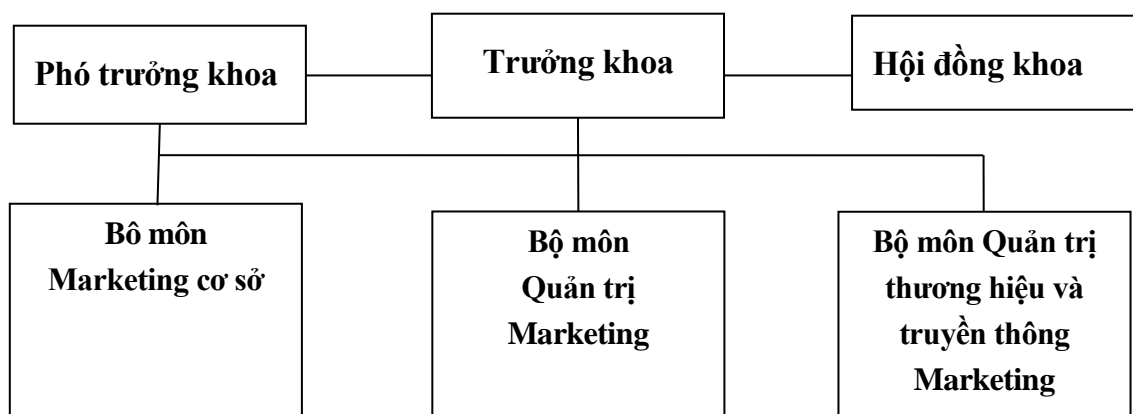 Phó trưởng khoa
Trưởng khoa
Hội đồng khoa
Bô môn
Marketing cơ sở
Bộ môn
Quản trị
Marketing
Bộ môn Quản trị
thương hiệu và
truyền thông
Marketing